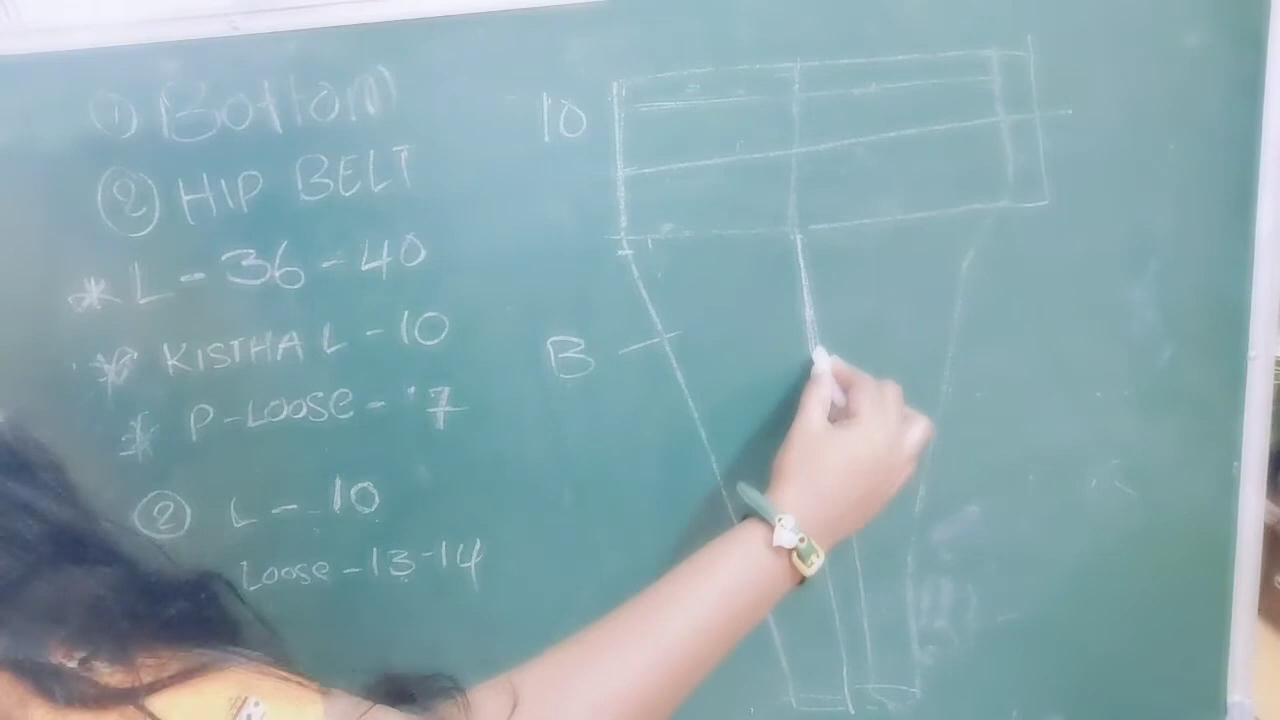 ① Bottom
② HIP BELT
* L - 36 - 40
* KISTHA L - 10
* P-LOOSE - 7
② L - 10
Loose - 13-14
10
B